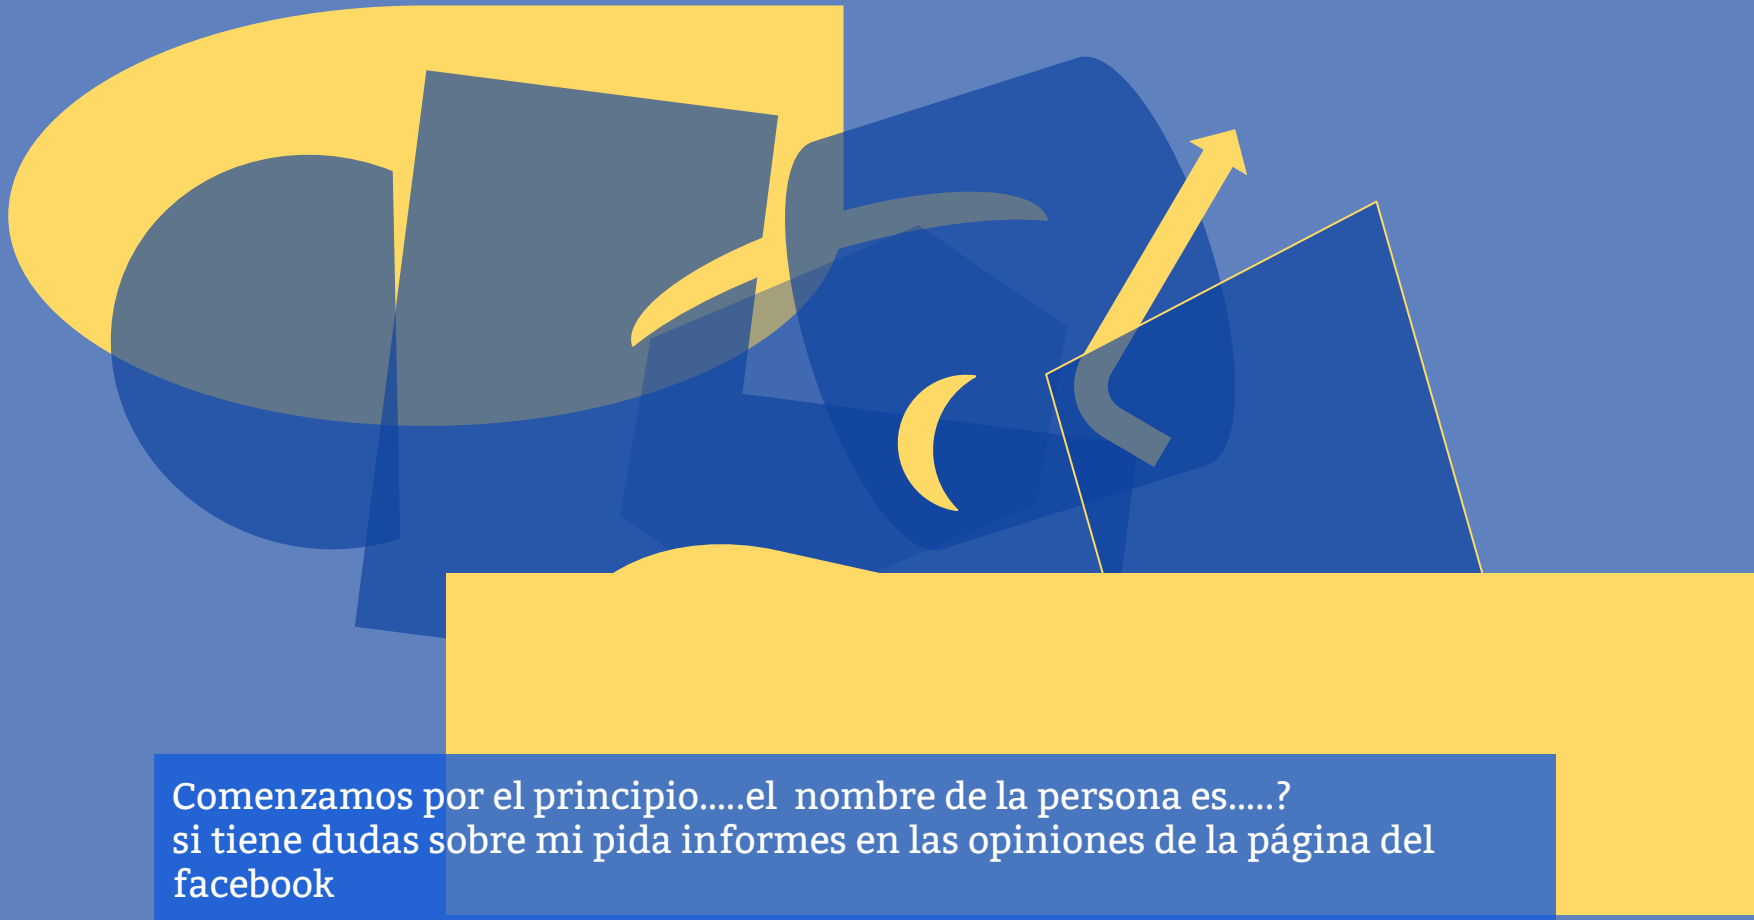 Comenzamos por el principio.....el  nombre de la persona es.....?
si tiene dudas sobre mi pida informes en las opiniones de la página del
facebook